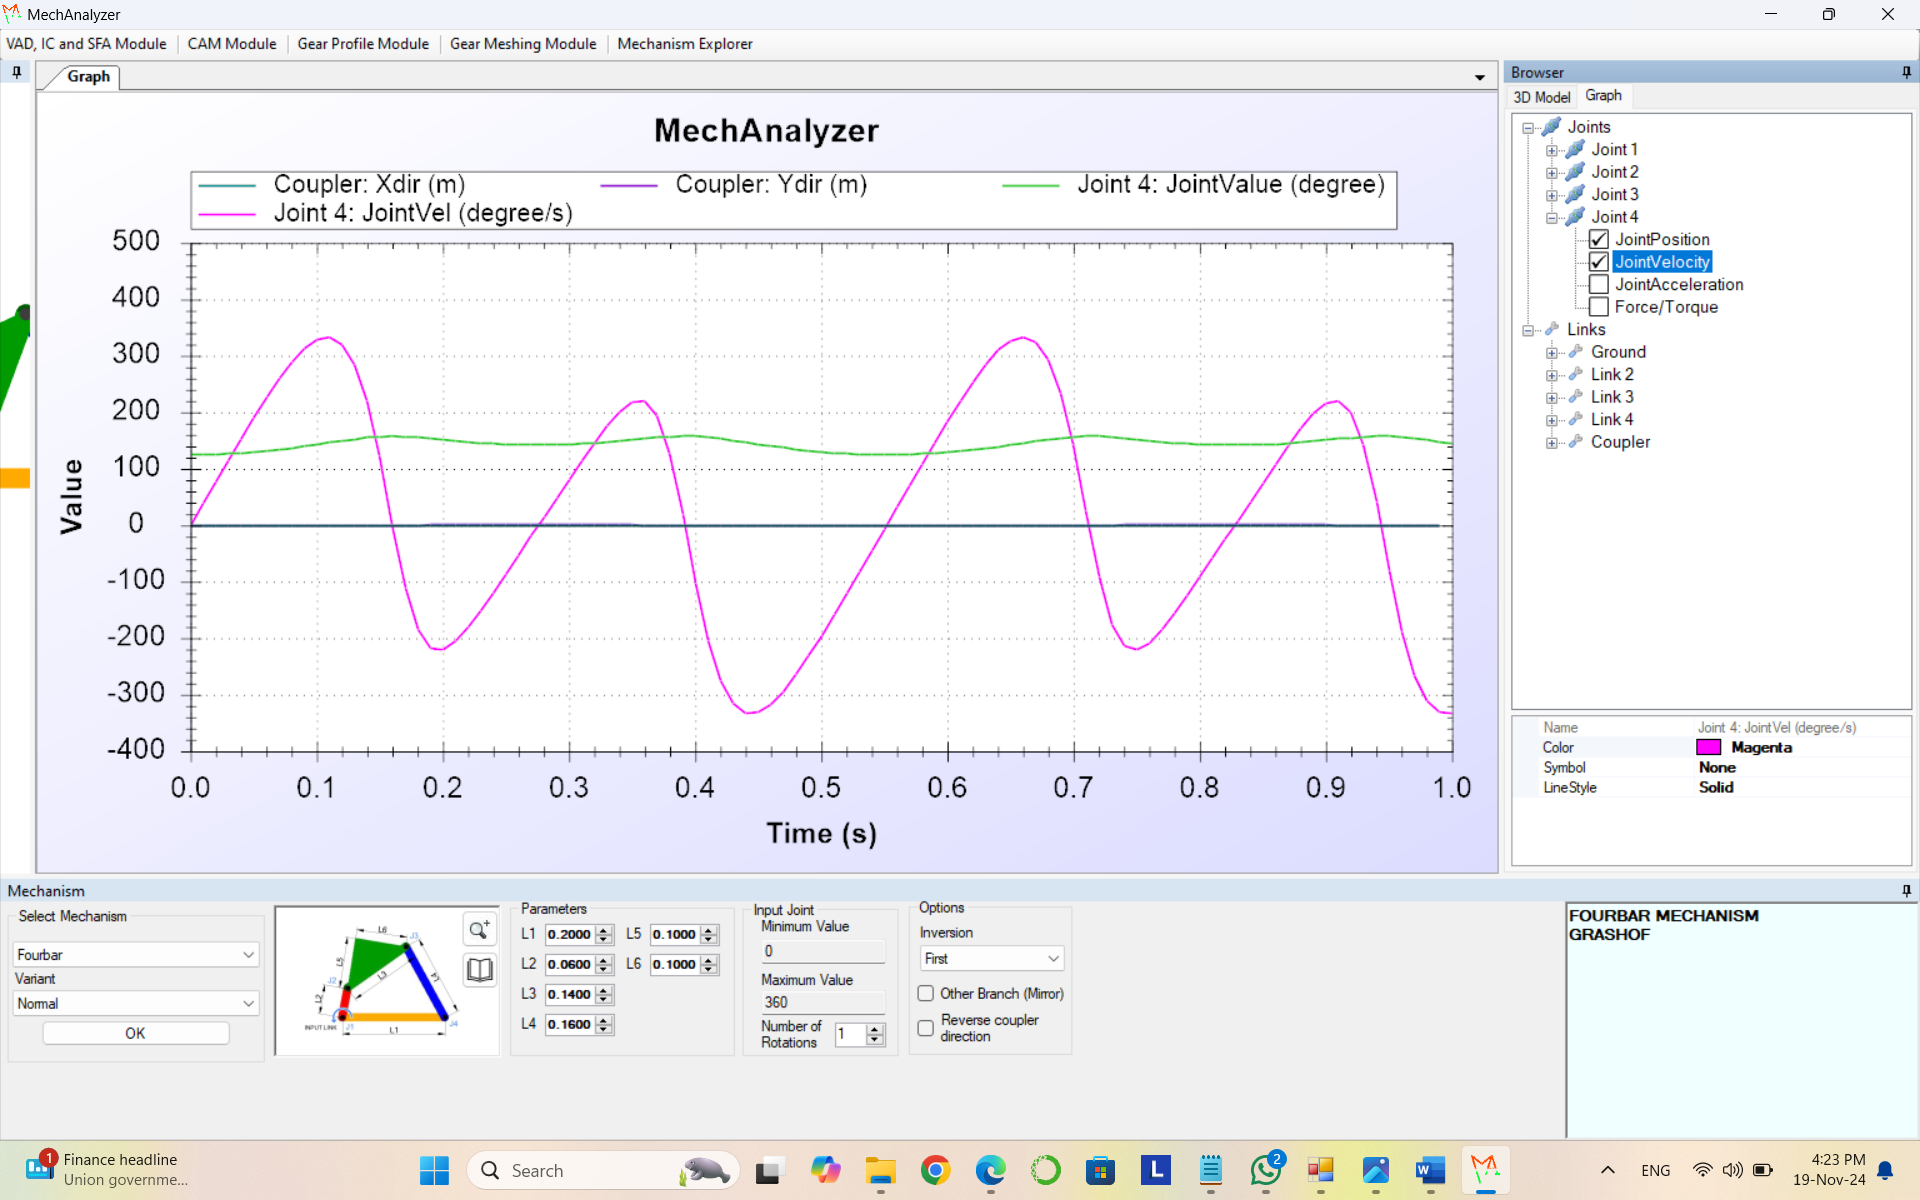 MechAnalyzer
VAD, IC and SFA Module
CAM Module
Gear Profile Module
Gear Meshing Module
Mechanism Explorer
Graph
MechAnalyzer
Coupler: Xdir (m)
Coupler: Ydir (m)
Joint 4: JointValue (degree)
Joint 4: JointVel (degree/s)
500
400
300
200
100
0
-100
-200
-300
-400
Value
0.0 0.1 0.2 0.3 0.4 0.5 0.6 0.7 0.8 0.9 1.0
Time (s)
Browser
3D Model Graph
Joints
Joint 1
Joint 2
Joint 3
Joint 4
JointPosition
JointVelocity
JointAcceleration
Force/Torque
Links
Ground
Link 2
Link 3
Link 4
Coupler
Name Joint 4: JointVel (degree/s)
Color Magenta
Symbol None
LineStyle Solid
Mechanism
Select Mechanism
Fourbar
Variant
Normal
OK
L6
J3
L5
L3
J2
L2
INPUT LINK J1
L1
J4
Parameters
L1 0.2000 L5 0.1000
L2 0.0600 L6 0.1000
L3 0.1400
L4 0.1600
Input Joint
Minimum Value
0
Maximum Value
360
Number of
Rotations
1
Options
Inversion
First
Other Branch (Mirror)
Reverse coupler
direction
FOURBAR MECHANISM
GRASHOF
1
Finance headline
Union governme...
Search
L
2
W
ENG
4:23 PM
19-Nov-24